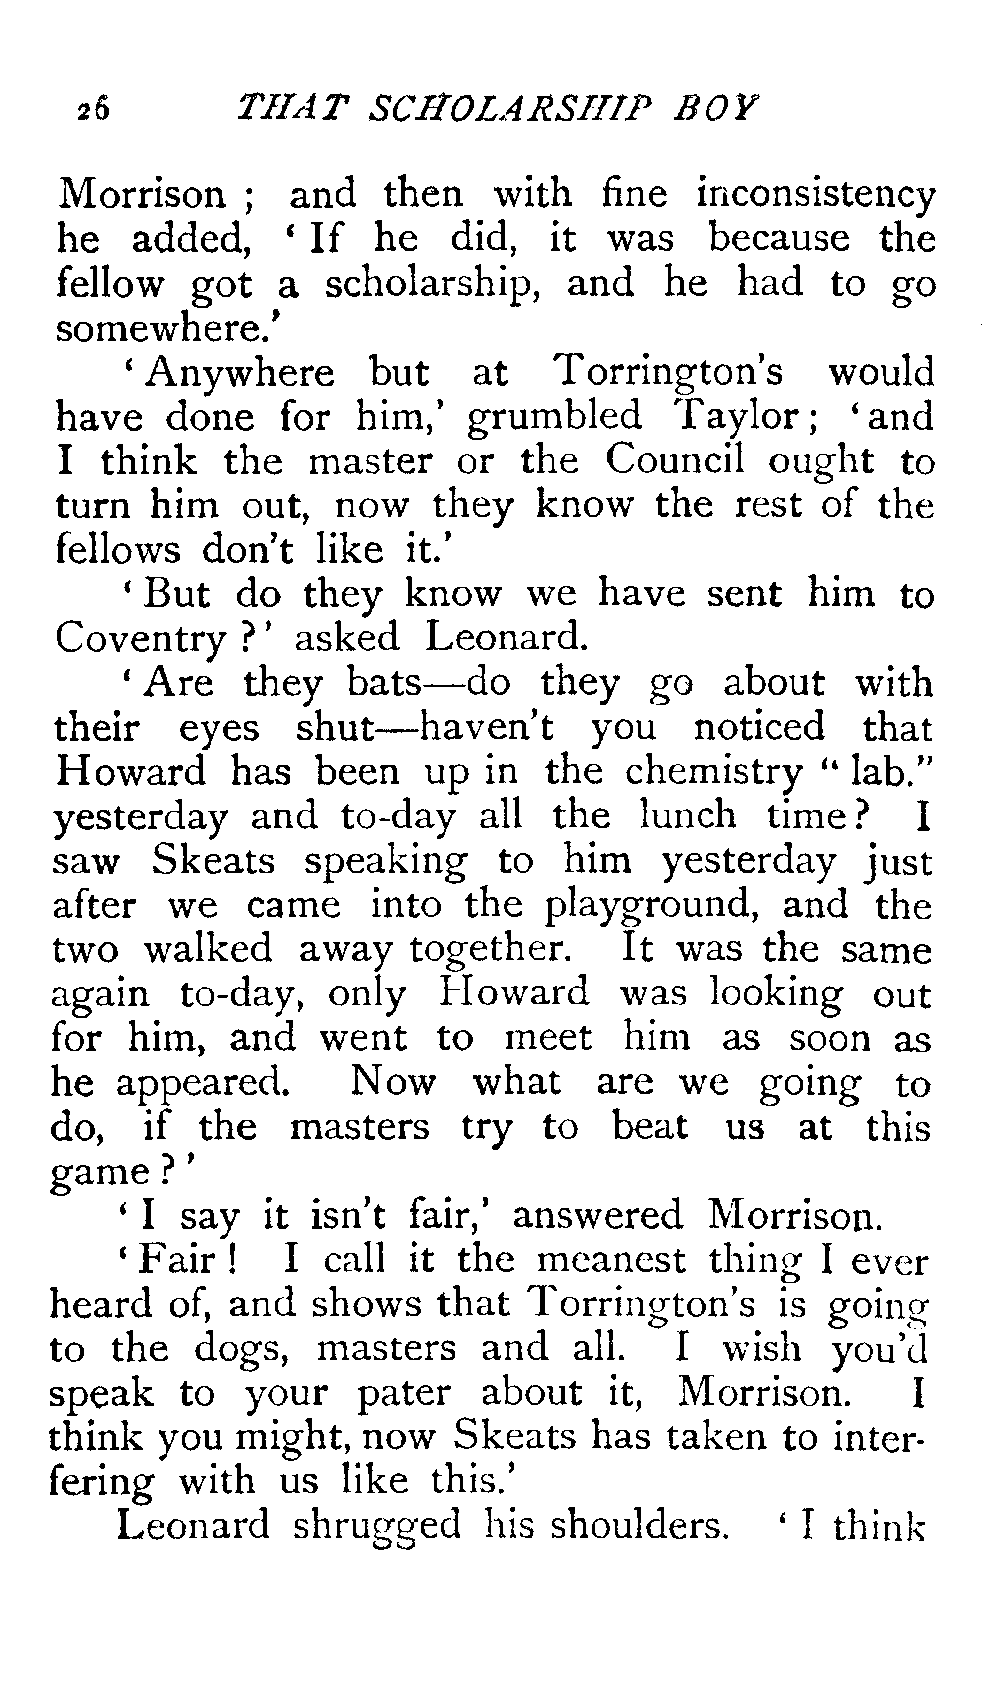 26 THAT SCHOLARSHIP BOY
Morrison ; and then with fine inconsistency
he added, ‘ If he did, it was because the
fellow got a scholarship, and he had to go
somewhere.’
‘ Anywhere but at Torrington’s would
have done for him,’ grumbled Taylor ; ‘ and
I think the master or the Council ought to
turn him out, now they know the rest of the
fellows don’t like it.’
‘ But do they know we have sent him to
Coventry ? ’ asked Leonard.
‘ Are they bats—do they go about with
their eyes shut—haven’t you noticed that
Howard has been up in the chemistry “ lab.”
yesterday and to-day all the lunch time ? I
saw Skeats speaking to him yesterday just
after we came into the playground, and the
two walked away together. It was the same
again to-day, only Howard was looking out
for him, and went to meet him as soon as
he appeared. Now what are we going to
do, if the masters try to beat us at this
game ? ’
‘ I say it isn’t fair,’ answered Morrison.
‘ Fair ! I call it the meanest thing I ever
heard of, and shows that Torrington’s is going
to the dogs, masters and all. I wish you’d
speak to your pater about it, Morrison. I
think you might, now Skeats has taken to inter-
fering with us like this.’
Leonard shrugged his shoulders. ‘ I think